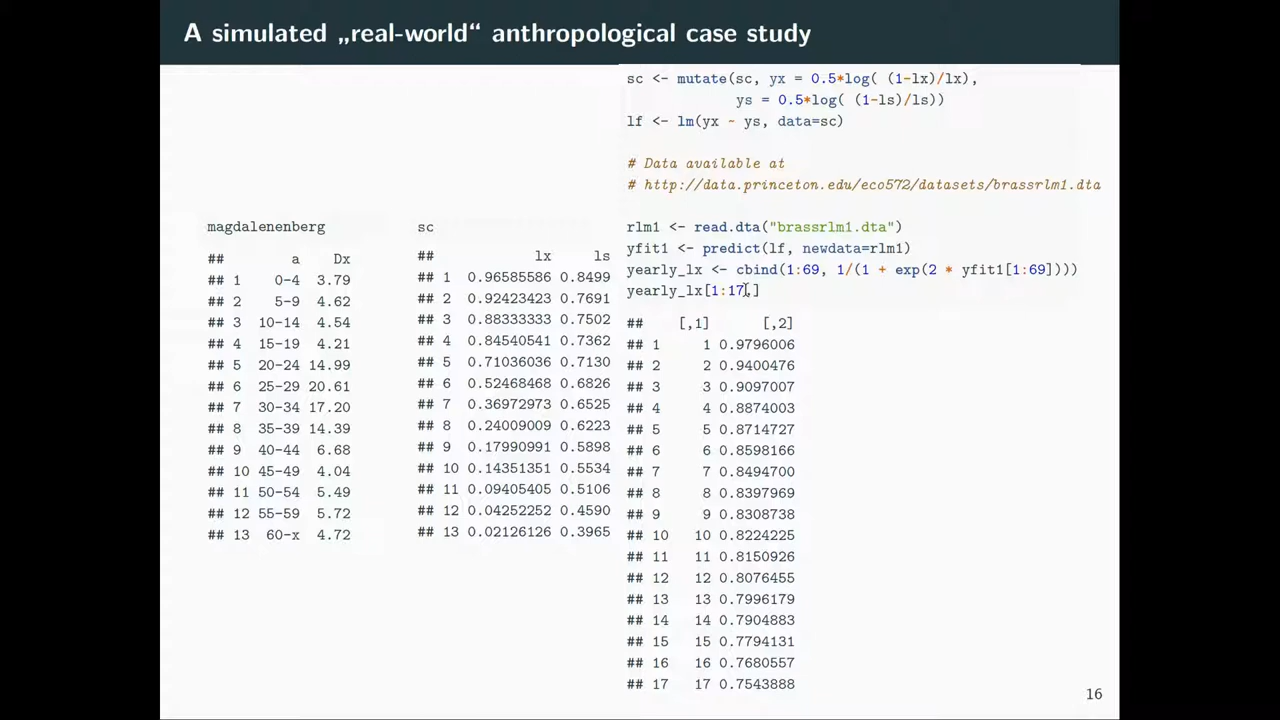 A simulated „real-world“ anthropological case study
magdalenenberg
## a Dx
## 1 0-4 3.79
## 2 5-9 4.62
## 3 10-14 4.54
## 4 15-19 4.21
## 5 20-24 14.99
## 6 25-29 20.61
## 7 30-34 17.20
## 8 35-39 14.39
## 9 40-44 6.68
## 10 45-49 4.04
## 11 50-54 5.49
## 12 55-59 5.72
## 13 60-x 4.72
sc
## lx ls
## 1 0.96585586 0.8499
## 2 0.92423423 0.7691
## 3 0.88333333 0.7502
## 4 0.84540541 0.7362
## 5 0.71036036 0.7130
## 6 0.52468468 0.6826
## 7 0.36972973 0.6525
## 8 0.24009009 0.6223
## 9 0.17990991 0.5898
## 10 0.14351351 0.5534
## 11 0.09405405 0.5106
## 12 0.04252252 0.4590
## 13 0.02126126 0.3965
sc <- mutate(sc, yx = 0.5*log( (1-lx)/lx),
ys = 0.5*log( (1-ls)/ls))
lf <- lm(yx ~ ys, data=sc)
# Data available at
# http://data.princeton.edu/eco572/datasets/brassrlm1.dta
rlm1 <- read.dta("brassrlm1.dta")
yfit1 <- predict(lf, newdata=rlm1)
yearly_lx <- cbind(1:69, 1/(1 + exp(2 * yfit1[1:69])))
yearly_lx[1:17,]
## [,1] [,2]
## 1 1 0.9796006
## 2 2 0.9400476
## 3 3 0.9097007
## 4 4 0.8874003
## 5 5 0.8714727
## 6 6 0.8598166
## 7 7 0.8494700
## 8 8 0.8397969
## 9 9 0.8308738
## 10 10 0.8224225
## 11 11 0.8150926
## 12 12 0.8076455
## 13 13 0.7996179
## 14 14 0.7904883
## 15 15 0.7794131
## 16 16 0.7680557
## 17 17 0.7543888
16